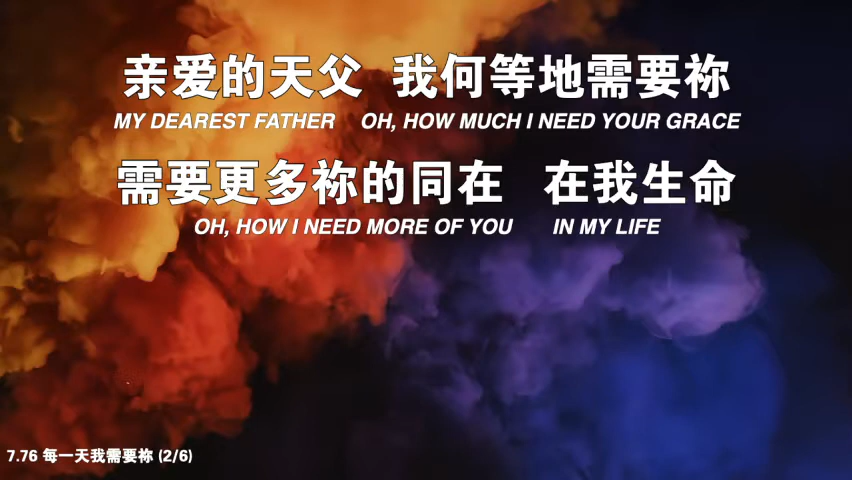 亲爱的天父 我何等地需要祢
MY DEAREST FATHER OH, HOW MUCH I NEED YOUR GRACE
需要更多祢的同在 在我生命
OH, HOW I NEED MORE OF YOU IN MY LIFE
7.76 每一天我需要祢 (2/6)